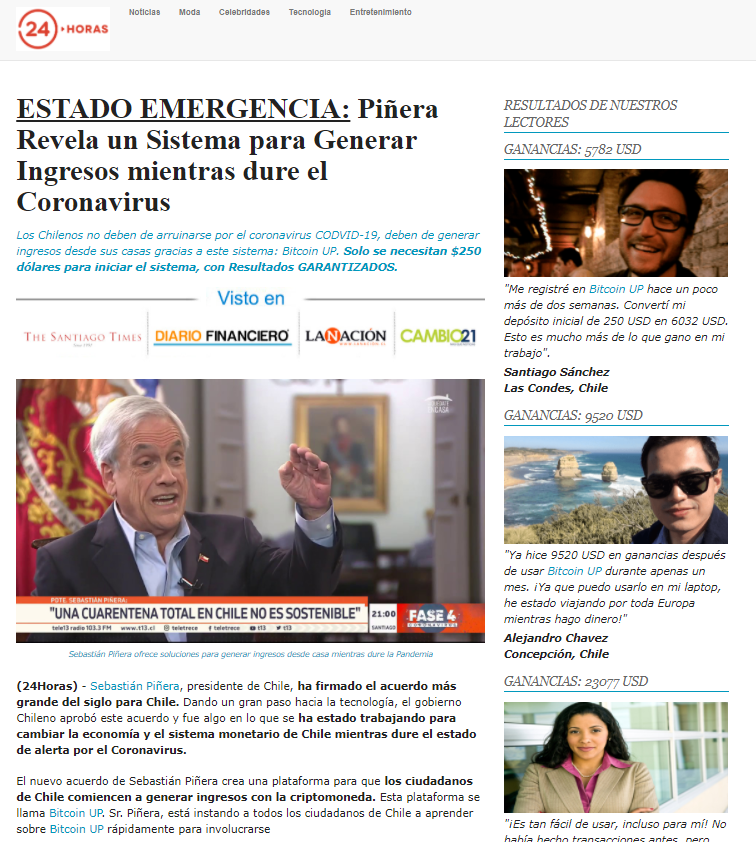 24 HORAS
Noticias Moda Celebridades Tecnología Entretenimiento
ESTADO EMERGENCIA: Piñera
Revela un Sistema para Generar
Ingresos mientras dure el
Coronavirus
Los Chilenos no deben de arruinarse por el coronavirus CODVID-19, deben de generar
ingresos desde sus casas gracias a este sistema: Bitcoin UP. Solo se necesitan $250
dólares para iniciar el sistema, con Resultados GARANTIZADOS.
Visto en
THE SANTIAGO TIMES
DIARIO FINANCIERO
LA NACIÓN
CAMBIO21
PDTE. SEBASTIÁN PIÑERA:
"UNA CUARENTENA TOTAL EN CHILE NO ES SOSTENIBLE"
21:00
SANTIAGO
FASE 4
CORONAVIRUS
tele13 radio 103.3 FM www.t13.cl teletrece teletrece t13 t13
Sebastián Piñera ofrece soluciones para generar ingresos desde casa mientras dure la Pandemia
(24Horas) - Sebastián Piñera, presidente de Chile, ha firmado el acuerdo más
grande del siglo para Chile. Dando un gran paso hacia la tecnología, el gobierno
Chileno aprobó este acuerdo y fue algo en lo que se ha estado trabajando para
cambiar la economía y el sistema monetario de Chile mientras dure el estado
de alerta por el Coronavirus.
El nuevo acuerdo de Sebastián Piñera crea una plataforma para que los ciudadanos
de Chile comiencen a generar ingresos con la criptomoneda. Esta plataforma se
llama Bitcoin UP. Sr. Piñera, está instando a todos los ciudadanos de Chile a aprender
sobre Bitcoin UP rápidamente para involucrarse
RESULTADOS DE NUESTROS
LECTORES
GANANCIAS: 5782 USD
"Me registré en Bitcoin UP hace un poco
más de dos semanas. Convertí mi
depósito inicial de 250 USD en 6032 USD.
Esto es mucho más de lo que gano en mi
trabajo".
Santiago Sánchez
Las Condes, Chile
GANANCIAS: 9520 USD
"Ya hice 9520 USD en ganancias después
de usar Bitcoin UP durante apenas un
mes. ¡Ya que puedo usarlo en mi laptop,
he estado viajando por toda Europa
mientras hago dinero!"
Alejandro Chavez
Concepción, Chile
GANANCIAS: 23077 USD
"¡Es tan fácil de usar, incluso para mí! No
había hecho transacciones antes, pero